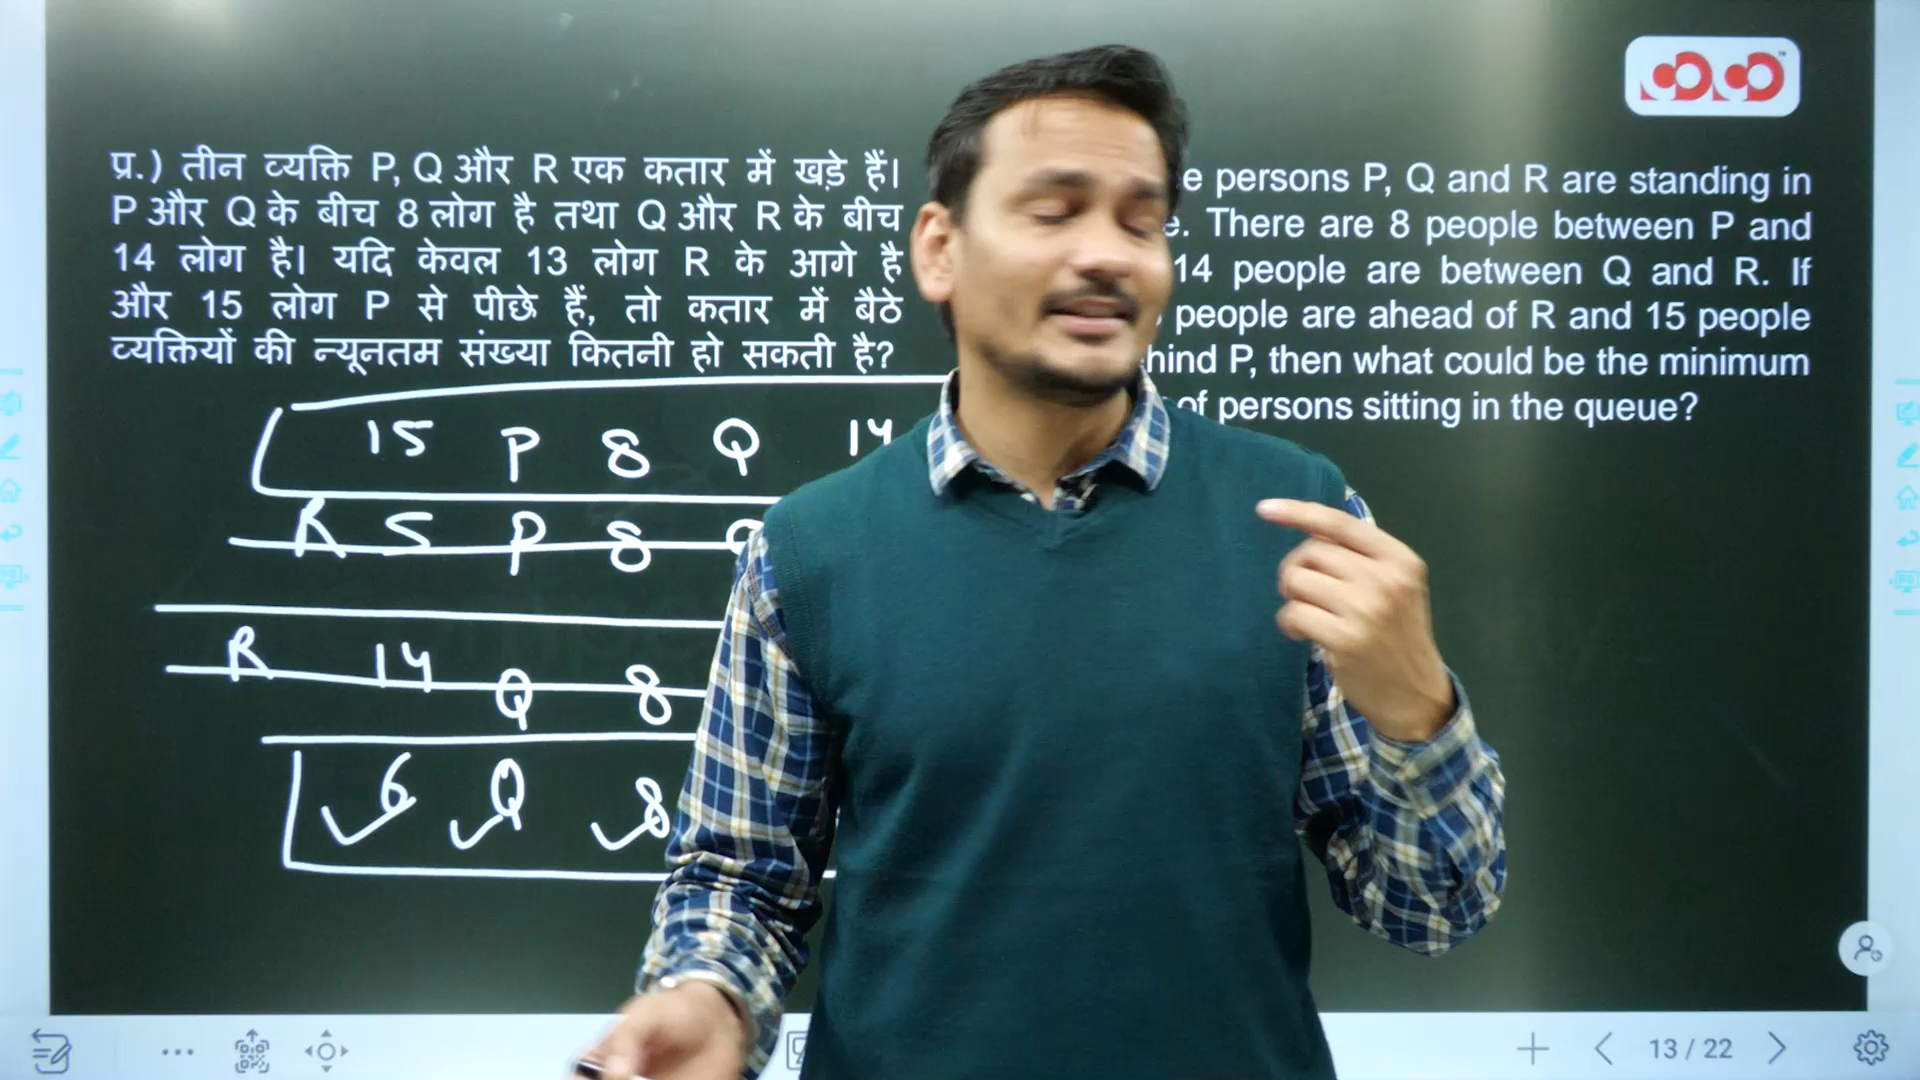 प्र.) तीन व्यक्ति P, Q और R एक कतार में खड़े हैं।
P और Q के बीच 8 लोग है तथा Q और R के बीच
14 लोग है। यदि केवल 13 लोग R के आगे है
और 15 लोग P से पीछे हैं, तो कतार में बैठे
व्यक्तियों की न्यूनतम संख्या कितनी हो सकती है?
e persons P, Q and R are standing in
e. There are 8 people between P and
14 people are between Q and R. If
people are ahead of R and 15 people
hind P, then what could be the minimum
of persons sitting in the queue?
15 P 8 Q 14
R 5 P 8
R 14 Q 8
6 Q 8
13 / 22